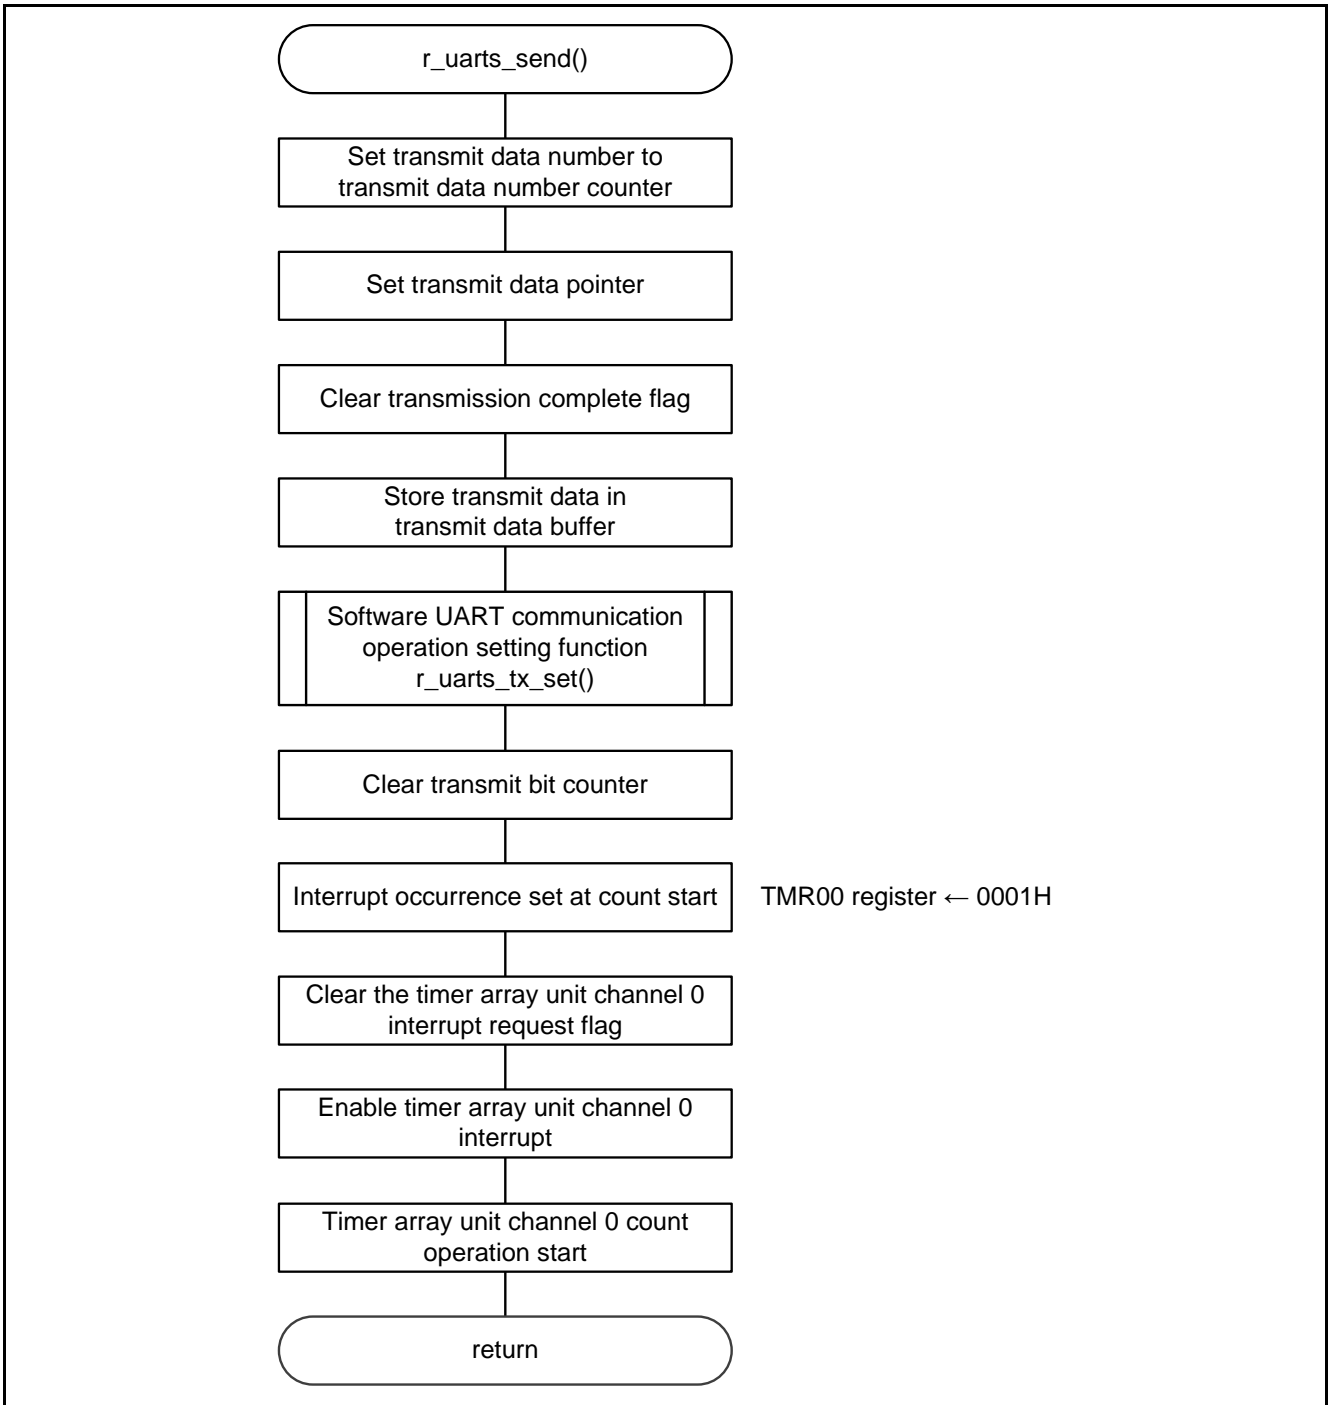 r_uarts_send()
Set transmit data number to
transmit data number counter
Set transmit data pointer
Clear transmission complete flag
Store transmit data in
transmit data buffer
Software UART communication
operation setting function
r_uarts_tx_set()
Clear transmit bit counter
Interrupt occurrence set at count start TMR00 register ← 0001H
Clear the timer array unit channel 0
interrupt request flag
Enable timer array unit channel 0
interrupt
Timer array unit channel 0 count
operation start
return